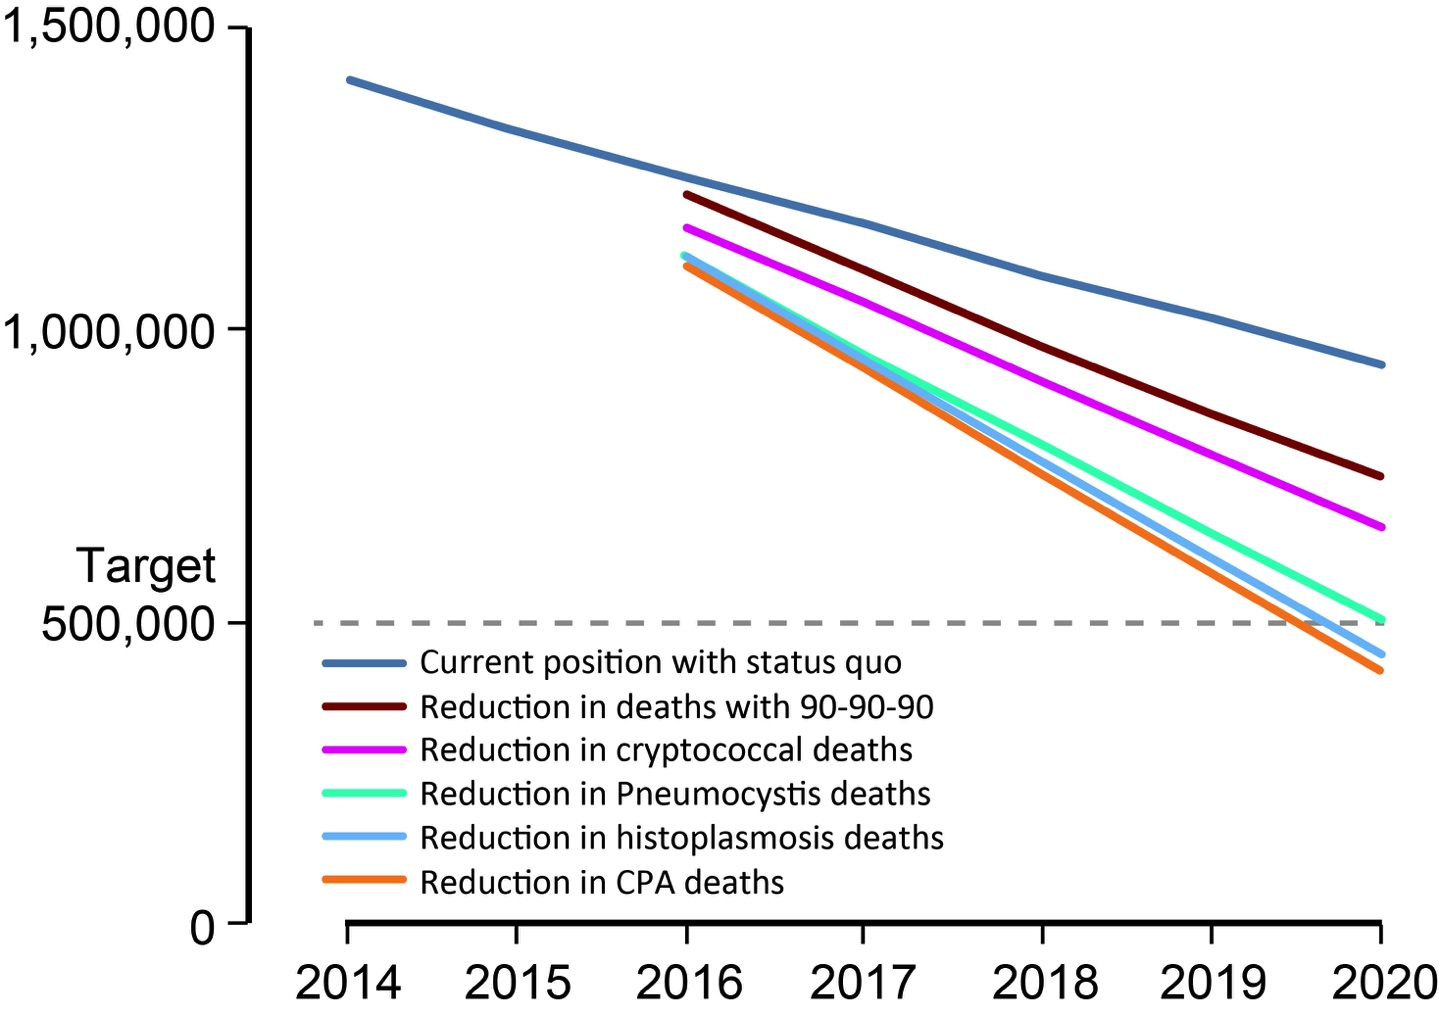 1,500,000
1,000,000
Target
500,000
0
Current position with status quo
Reduction in deaths with 90-90-90
Reduction in cryptococcal deaths
Reduction in Pneumocystis deaths
Reduction in histoplasmosis deaths
Reduction in CPA deaths
2014 2015 2016 2017 2018 2019 2020